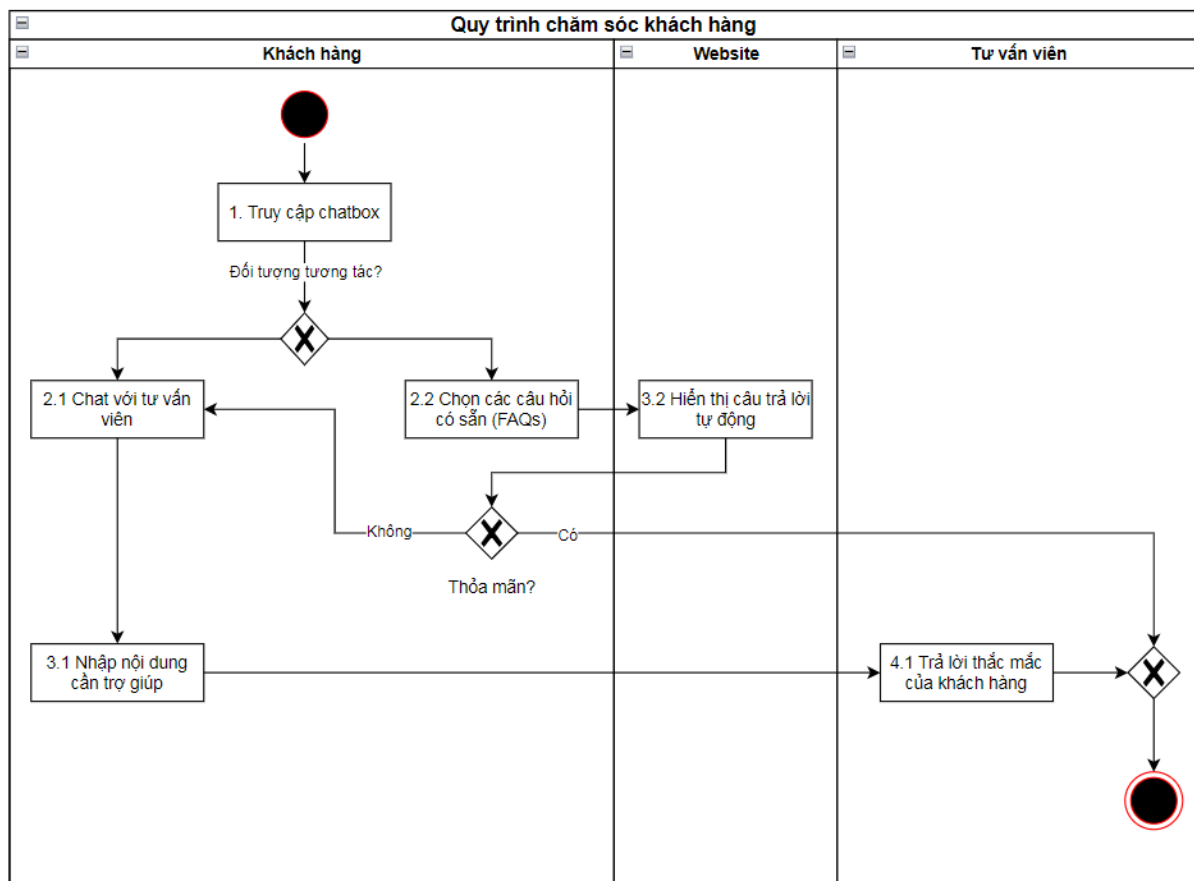 Quy trình chăm sóc khách hàng
Khách hàng
Website
Tư vấn viên
1. Truy cập chatbox
Đối tượng tương tác?
2.1 Chat với tư vấn
viên
2.2 Chọn các câu hỏi
có sẵn (FAQs)
3.2 Hiển thị câu trả lời
tự động
Không
Có
Thỏa mãn?
3.1 Nhập nội dung
cần trợ giúp
4.1 Trả lời thắc mắc
của khách hàng